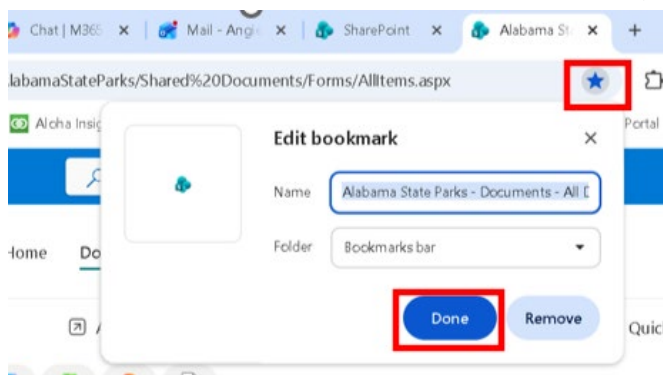 Chat | M365
Mail - Angi
SharePoint
Alabama St
labamaStateParks/Shared%20Documents/Forms/AllItems.aspx
Aloha Insig
Portal
Edit bookmark
Name
Alabama State Parks - Documents - All D
Folder
Bookmarks bar
Home
Do
Done
Remove
Quic